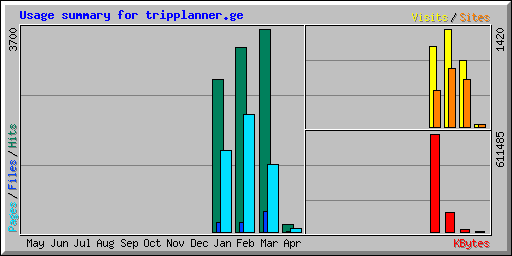 Usage summary for tripplanner.ge
Visits/Sites
3700
1420
Pages/Files/Hits
611485
May Jun Jul Aug Sep Oct Nov Dec Jan Feb Mar Apr
KBytes